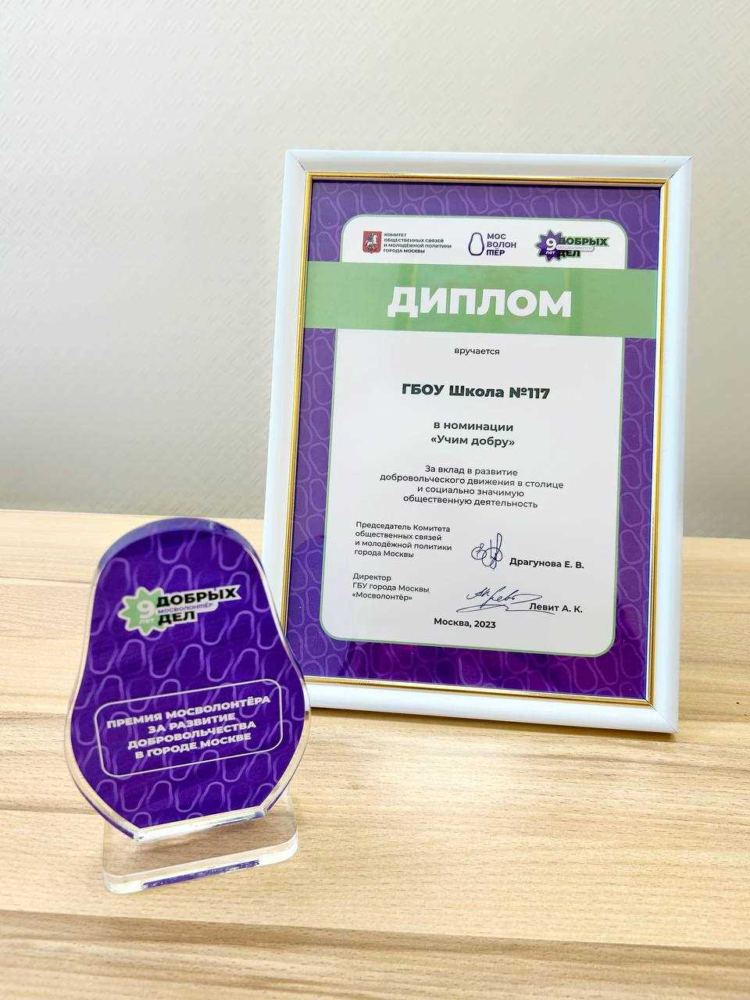 КОМИТЕТ
ОБЩЕСТВЕННЫХ СВЯЗЕЙ
И МОЛОДЁЖНОЙ ПОЛИТИКИ
ГОРОДА МОСКВЫ
МОС
ВОЛОН
ТЁР
9 ЛЕТ
ДОБРЫХ
МОСВОЛОНТЁР
ДЕЛ
ДИПЛОМ
вручается
ГБОУ Школа №117
в номинации
«Учим добру»
За вклад в развитие
добровольческого движения в столице
и социально значимую
общественную деятельность
Председатель Комитета
общественных связей
и молодёжной политики
города Москвы
Драгунова Е. В.
Директор
ГБУ города Москвы
«Мосволонтёр»
Левит А. К.
Москва, 2023
9 ЛЕТ
ДОБРЫХ
МОСВОЛОНТЁР
ДЕЛ
ПРЕМИЯ МОСВОЛОНТЁРА
ЗА РАЗВИТИЕ
ДОБРОВОЛЬЧЕСТВА
В ГОРОДЕ МОСКВЕ